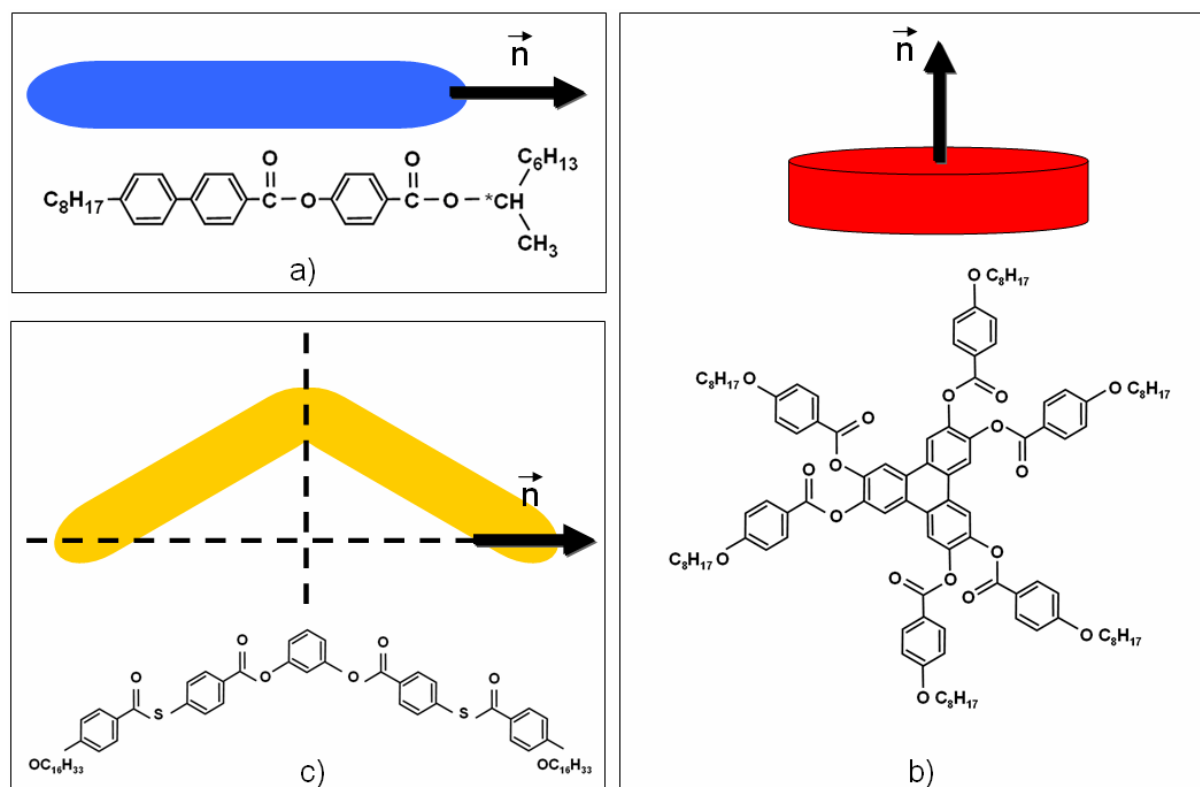 n
O O C₆H₁₃
C₈H₁₇ C O C O *CH
CH₃
a)
n
O C₈H₁₇
C₈H₁₇ O
O
O
O
O C₈H₁₇
O
O
O
O
O
O
O
O
C₈H₁₇ O
O
O
O
O
O C₈H₁₇
O C₈H₁₇
b)
n
O O
O O
O O
S S
OC₁₆H₃₃ OC₁₆H₃₃
c)